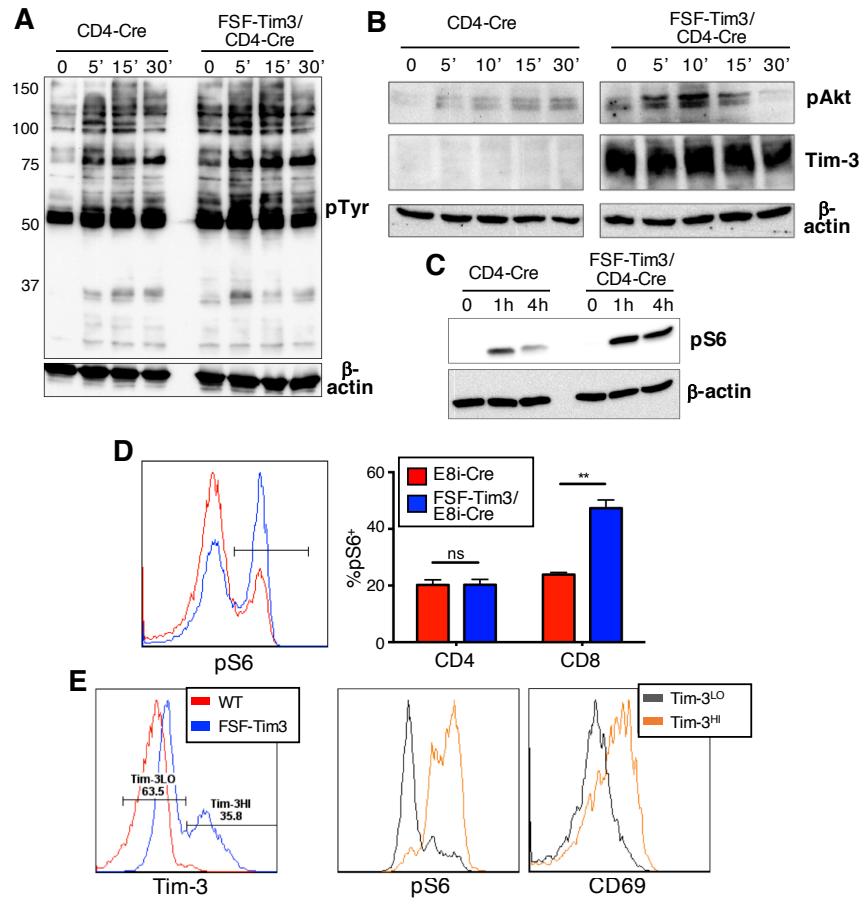 A
CD4-Cre
FSF-Tim3/
CD4-Cre
0 5’ 15’ 30’ 0 5’ 15’ 30’
150
100
75
50
37
pTyr
β-
actin
B
CD4-Cre
FSF-Tim3/
CD4-Cre
0 5’ 10’ 15’ 30’ 0 5’ 10’ 15’ 30’
pAkt
Tim-3
β-
actin
C
CD4-Cre
FSF-Tim3/
CD4-Cre
0 1h 4h 0 1h 4h
pS6
β-actin
D
pS6
%pS6+
60
40
20
0
E8i-Cre
FSF-Tim3/
E8i-Cre
ns
**
CD4 CD8
E
WT
FSF-Tim3
Tim-3LO
63.5
Tim-3HI
35.8
Tim-3
Tim-3LO
Tim-3HI
pS6
CD69